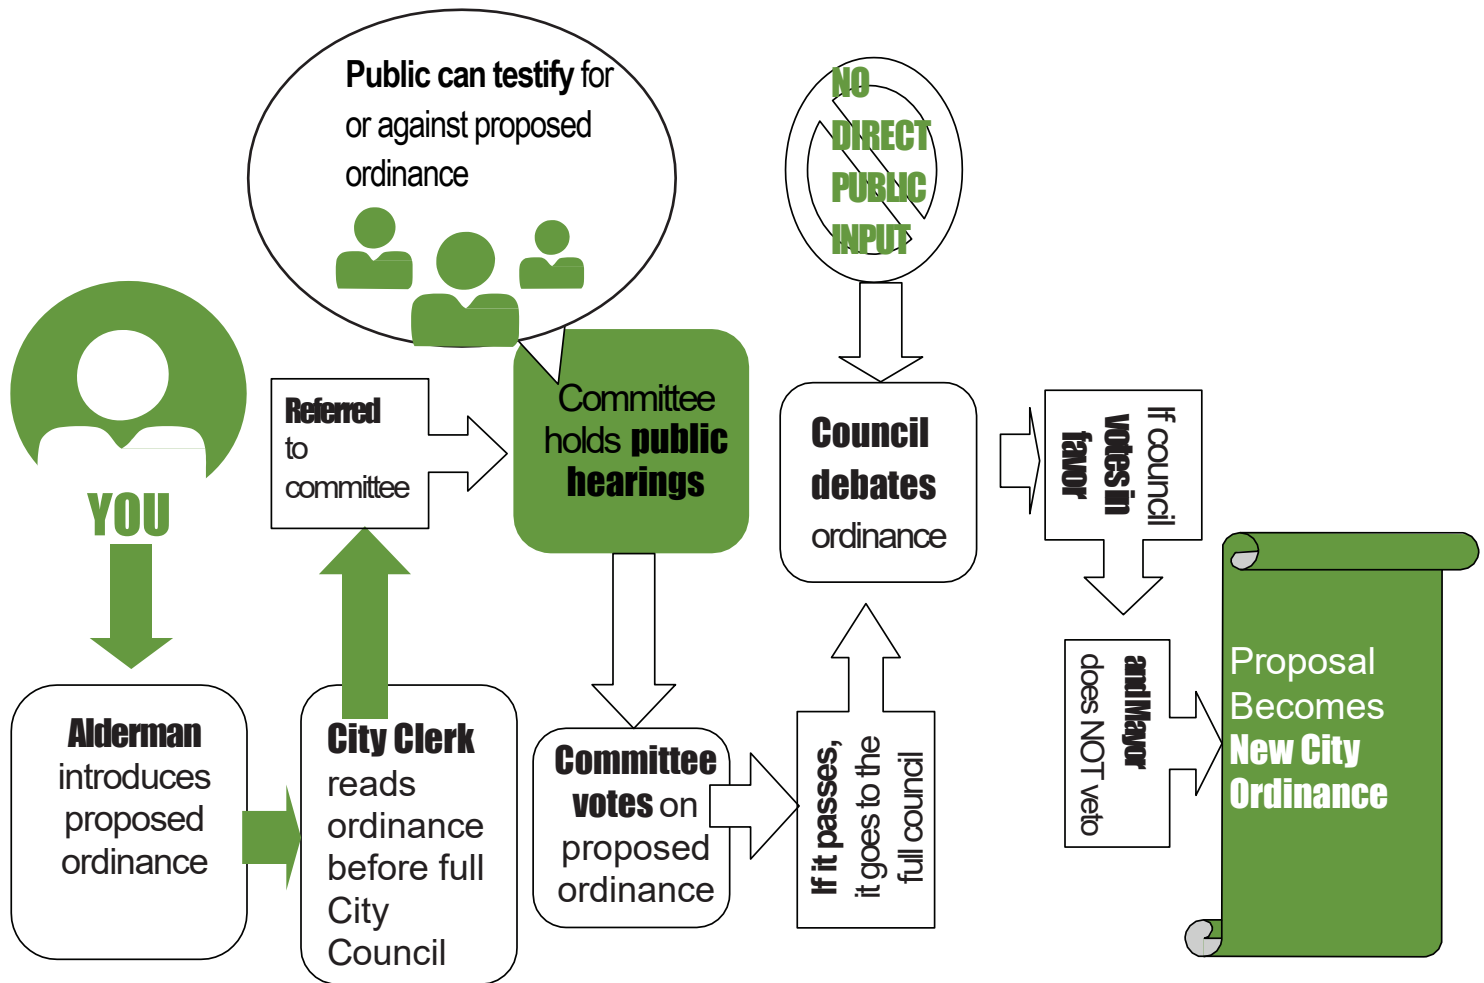 YOU
Alderman
introduces
proposed
ordinance
City Clerk
reads
ordinance
before full
City
Council
Referred
to
committee
Public can testify for
or against proposed
ordinance
Committee
holds public
hearings
Committee
votes on
proposed
ordinance
If it passes,
it goes to the
full council
NO
DIRECT
PUBLIC
INPUT
Council
debates
ordinance
If council
votes in
favor
and Mayor
does NOT veto
Proposal
Becomes
New City
Ordinance